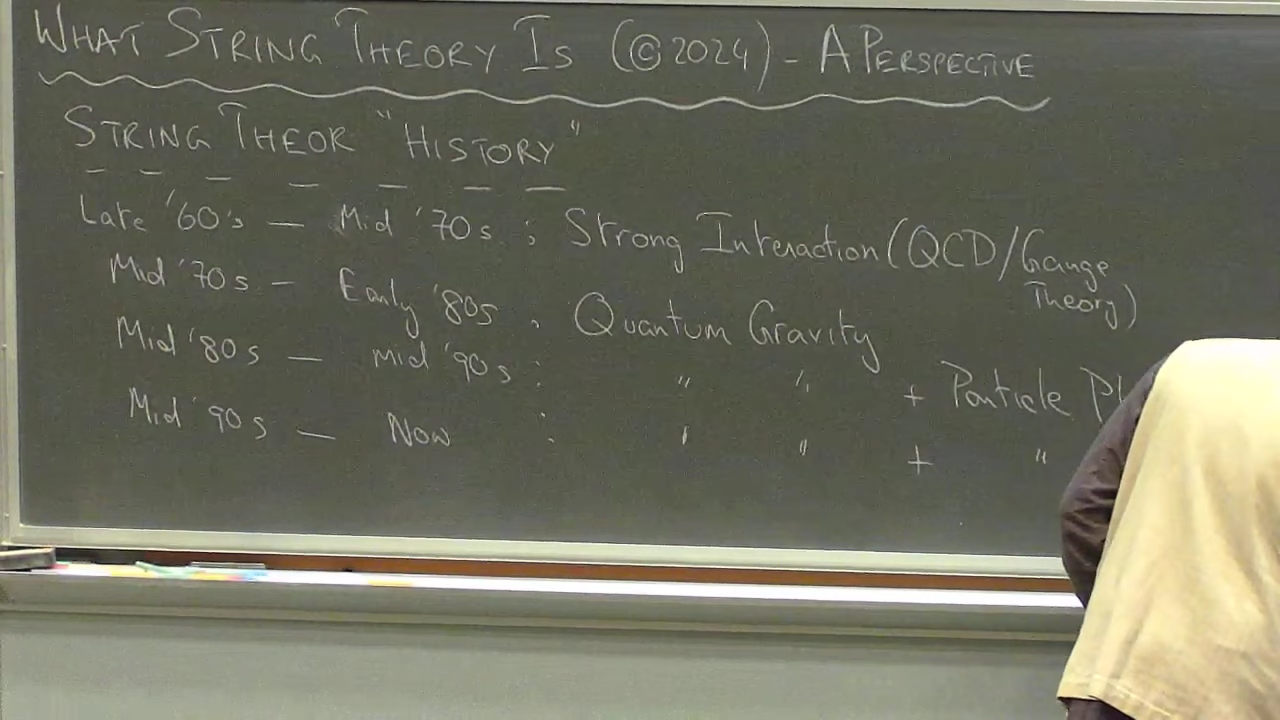 WHAT STRING THEORY IS (©2024) - A PERSPECTIVE
STRING THEOR "HISTORY"
Late '60's — Mid '70s : Strong Interaction (QCD/Gauge Theory)
Mid '70s — Early '80s : Quantum Gravity
Mid '80s — Mid '90s : " " + Particle
Mid '90s — Now : " " + "